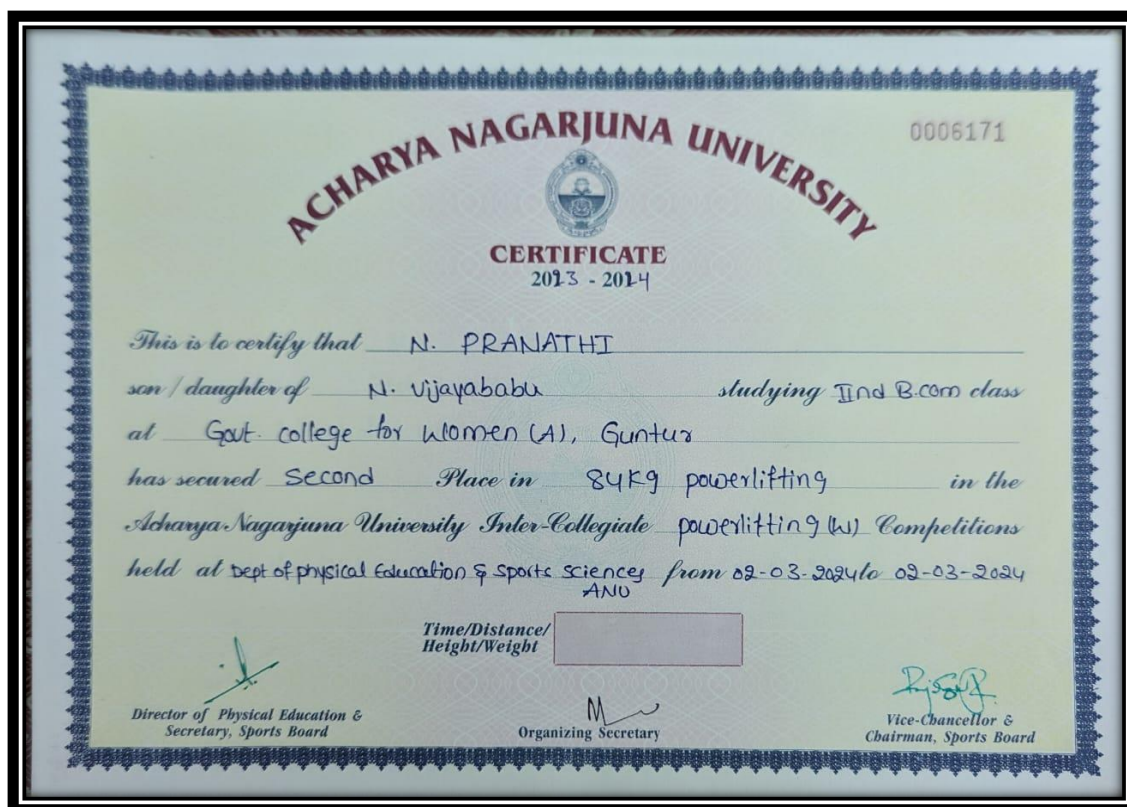 ACHARYA NAGARJUNA UNIVERSITY
0006171
CERTIFICATE
2023 - 2024
This is to certify that N. PRANATHI
son / daughter of N. Vijayababu studying IInd B.com class
at Govt. college for Women (A), Guntur
has secured Second Place in 84Kg powerlifting in the
Acharya Nagarjuna University Inter-Collegiate powerlifting (W) Competitions
held at Dept of physical Education & sports sciences from 02-03-2024 to 02-03-2024
ANU
Time/Distance/
Height/Weight
Director of Physical Education &
Secretary, Sports Board
Organizing Secretary
Vice-Chancellor &
Chairman, Sports Board